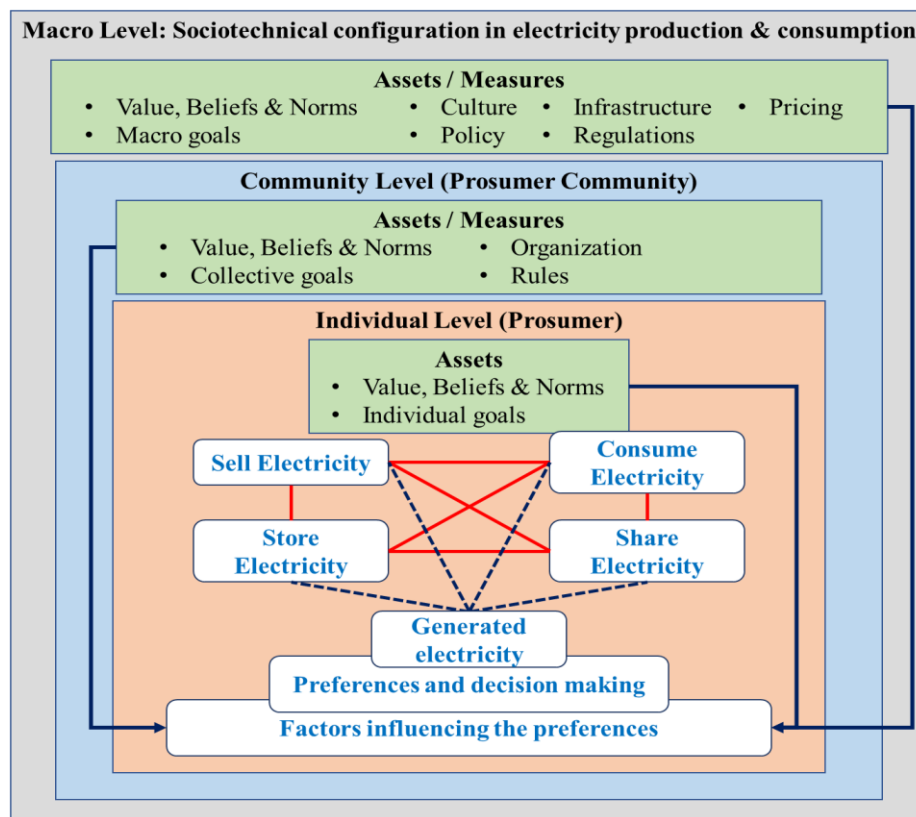 Macro Level: Sociotechnical configuration in electricity production & consumption
Assets / Measures
• Value, Beliefs & Norms • Culture • Infrastructure • Pricing
• Macro goals • Policy • Regulations
Community Level (Prosumer Community)
Assets / Measures
• Value, Beliefs & Norms • Organization
• Collective goals • Rules
Individual Level (Prosumer)
Assets
• Value, Beliefs & Norms
• Individual goals
Sell Electricity
Consume
Electricity
Store
Electricity
Share
Electricity
Generated
electricity
Preferences and decision making
Factors influencing the preferences